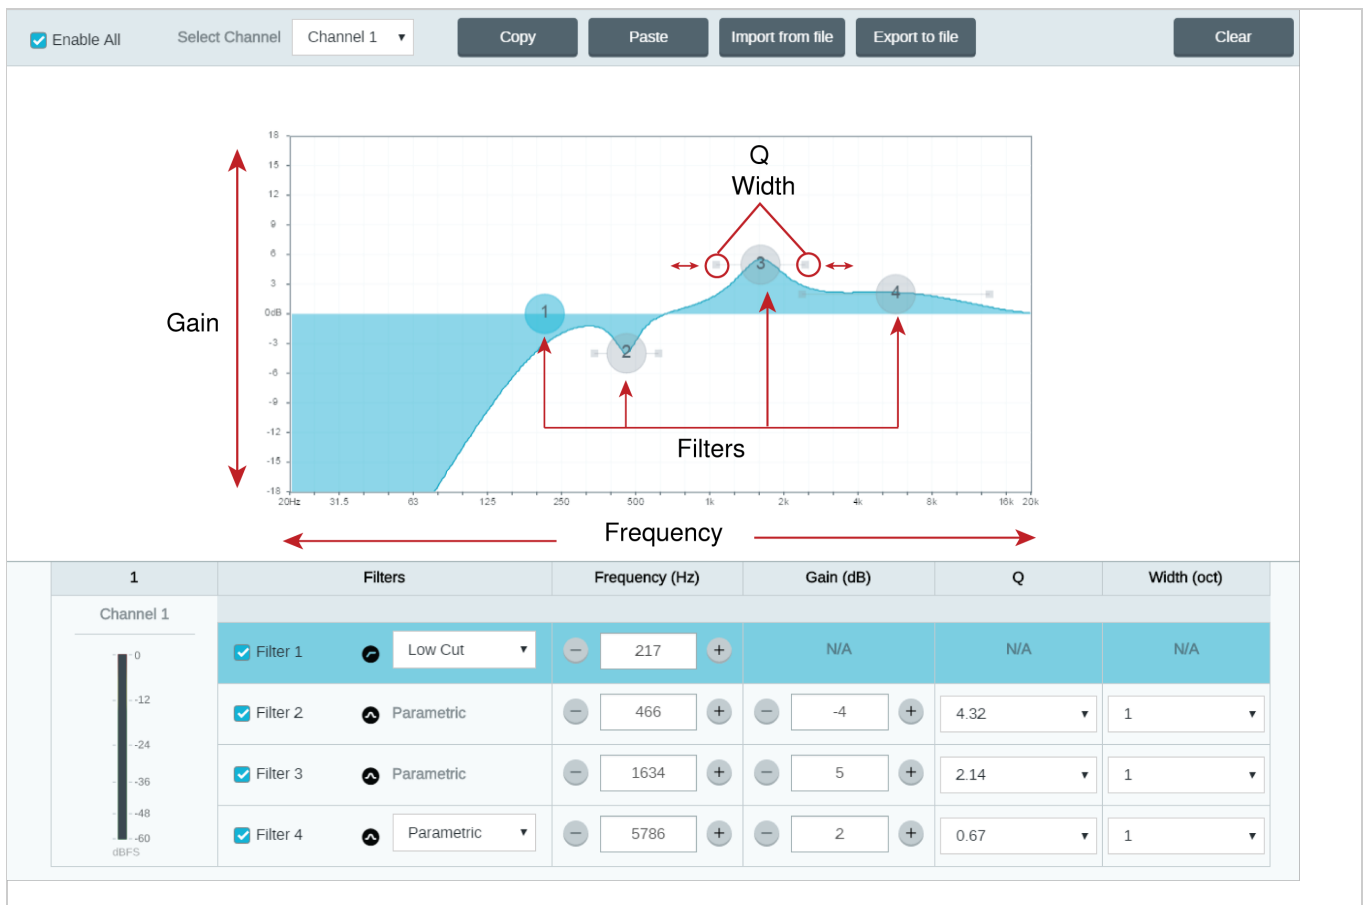 Enable All Select Channel Channel 1 Copy Paste Import from file Export to file Clear
18
15
12
9
6
3
0dB
-3
-6
-9
-12
-15
-18
Gain
Q
Width
1
2
3
4
Filters
20Hz 31.5 63 125 250 500 1k 2k 4k 8k 16k 20k
Frequency
1 Filters Frequency (Hz) Gain (dB) Q Width (oct)
Channel 1
0
-12
-24
-36
-48
-60
dBFS
Filter 1 Low Cut 217 N/A N/A N/A
Filter 2 Parametric 466 -4 4.32 1
Filter 3 Parametric 1634 5 2.14 1
Filter 4 Parametric 5786 2 0.67 1